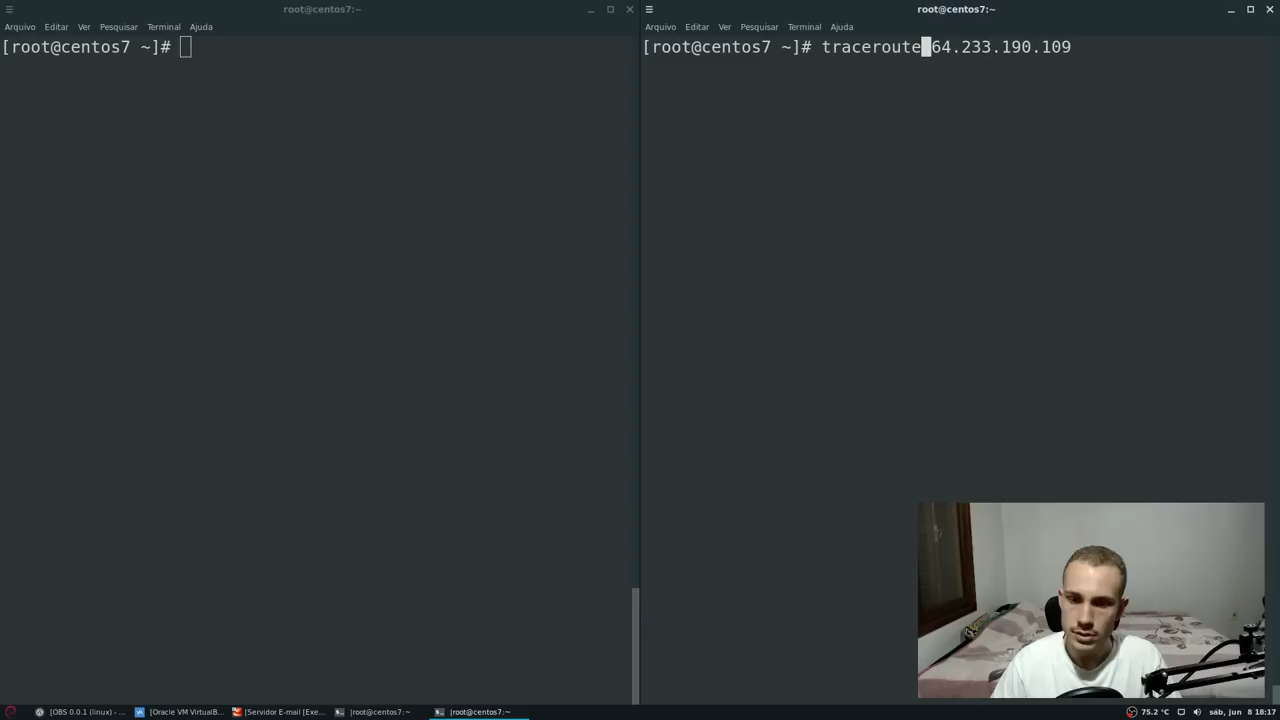 root@centos7:~
Arquivo Editar Ver Pesquisar Terminal Ajuda
[root@centos7 ~]#
root@centos7:~
Arquivo Editar Ver Pesquisar Terminal Ajuda
[root@centos7 ~]# traceroute 64.233.190.109
[OBS 0.0.1 (linux) - ... [Oracle VM VirtualB... [Servidor E-mail [Exe... [root@centos7:~ [root@centos7:~ 75.2 °C sáb, jun 8 18:17